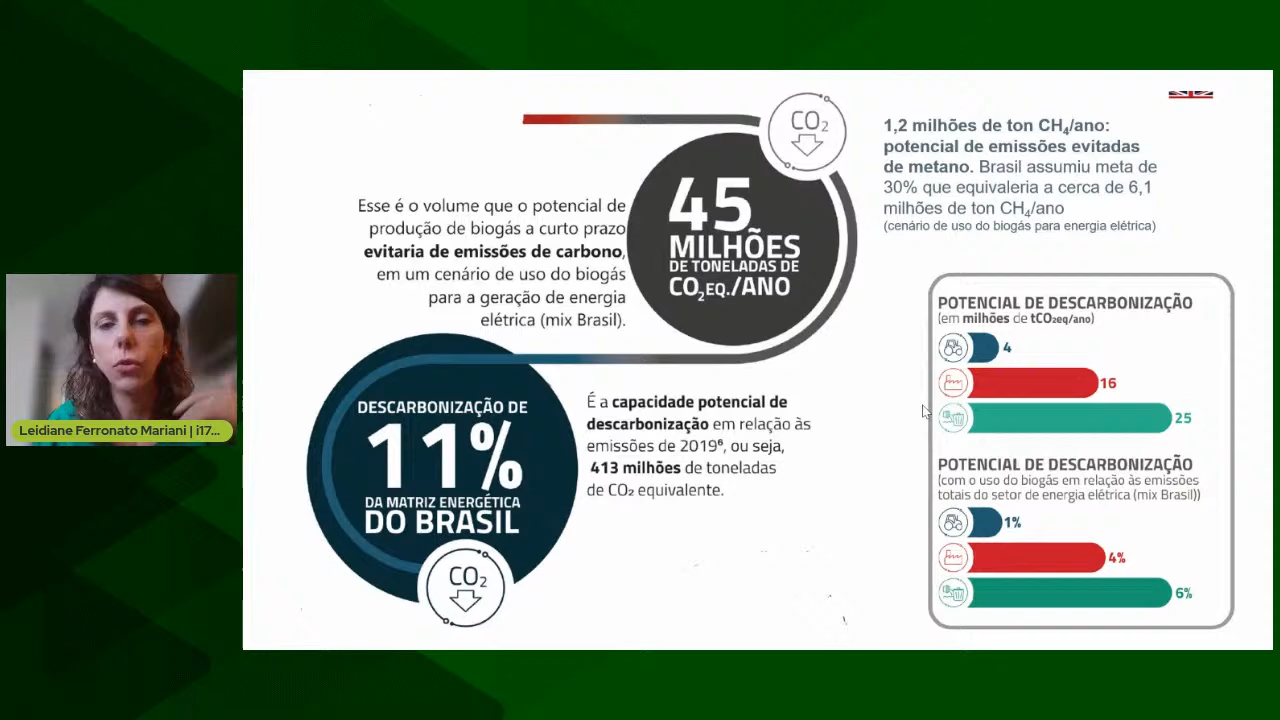 CO₂
45
MILHÕES
DE TONELADAS DE
CO₂EQ./ANO
Esse é o volume que o potencial de
produção de biogás a curto prazo
evitaria de emissões de carbono,
em um cenário de uso do biogás
para a geração de energia
elétrica (mix Brasil).
1,2 milhões de ton CH₄/ano:
potencial de emissões evitadas
de metano. Brasil assumiu meta de
30% que equivaleria a cerca de 6,1
milhões de ton CH₄/ano
(cenário de uso do biogás para energia elétrica)
DESCARBONIZAÇÃO DE
11%
DA MATRIZ ENERGÉTICA
DO BRASIL
CO₂
É a capacidade potencial de
descarbonização em relação às
emissões de 2019⁶, ou seja,
413 milhões de toneladas
de CO₂ equivalente.
POTENCIAL DE DESCARBONIZAÇÃO
(em milhões de tCO₂eq/ano)
4
16
25
POTENCIAL DE DESCARBONIZAÇÃO
(com o uso do biogás em relação às emissões
totais do setor de energia elétrica (mix Brasil))
1%
4%
6%
Leidiane Ferronato Mariani | i17...